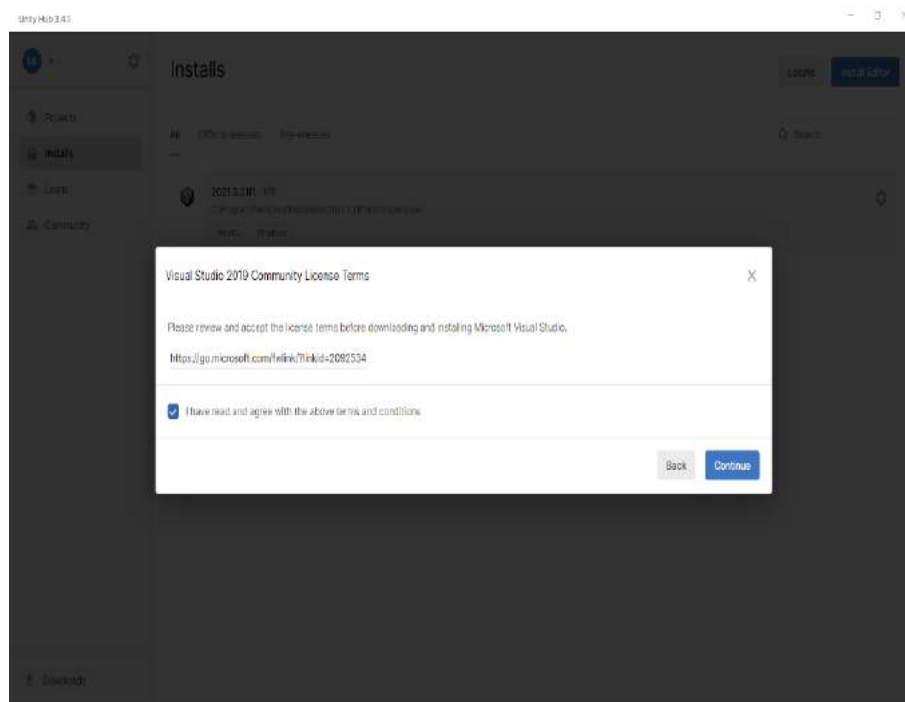 Unity Hub 3.4.1
Installs
Locate
Install Editor
Projects
Installs
Learn
Community
All
Official releases
Pre-releases
Search
Visual Studio 2019 Community License Terms
Please review and accept the license terms before downloading and installing Microsoft Visual Studio.
https://go.microsoft.com/fwlink/?linkid=2092534
I have read and agree with the above terms and conditions
Back
Continue
Downloads